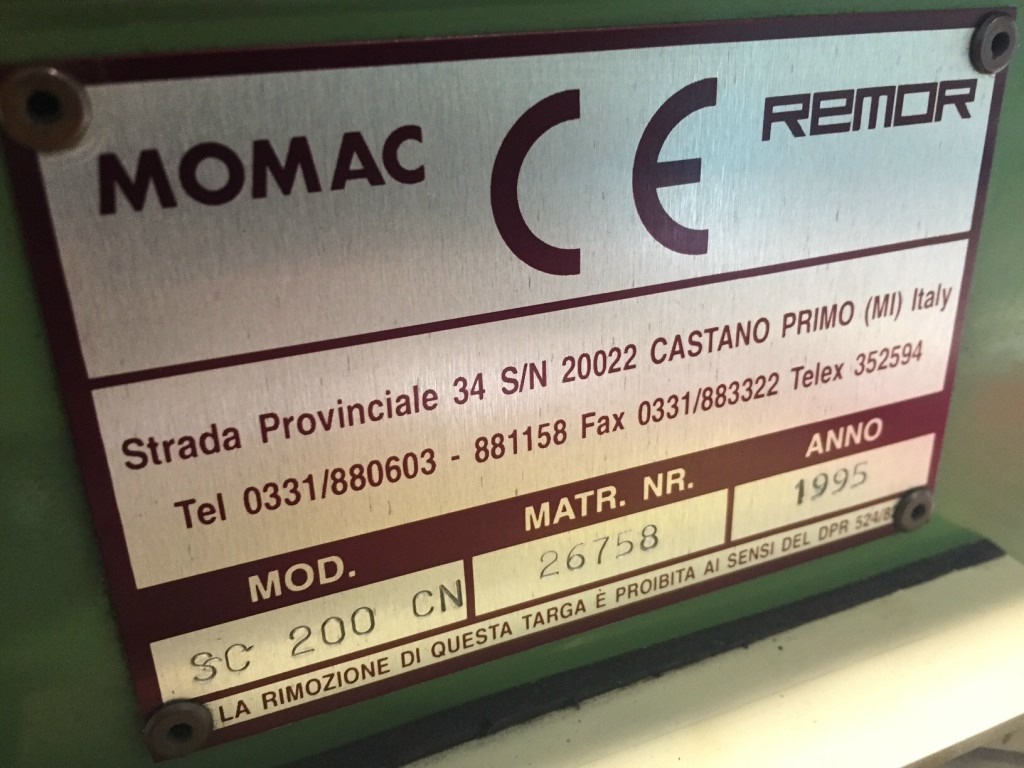 MOMAC CE REMOR
Strada Provinciale 34 S/N 20022 CASTANO PRIMO (MI) Italy
Tel 0331/880603 - 881158 Fax 0331/883322 Telex 352594
MOD. MATR. NR. ANNO
SC 200 CN 26758 1995
LA RIMOZIONE DI QUESTA TARGA È PROIBITA AI SENSI DEL DPR